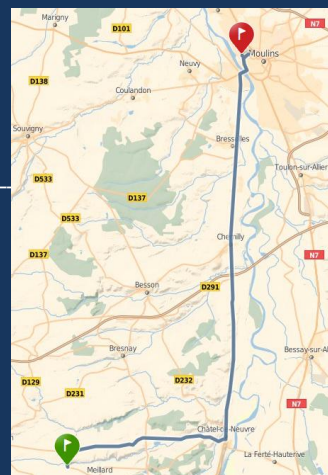 Marigny
D101
N7
Moulins
Neuvy
D138
Coulandon
Souvigny
Bressolles
Toulon-sur-Allier
D533
D137
D533
Chemilly
D137
Besson
D291
Bresnay
Bessay-sur-Al
D129
D232
D231
N7
Châtel-de-Neuvre
Meillard
La Ferté-Hauterive